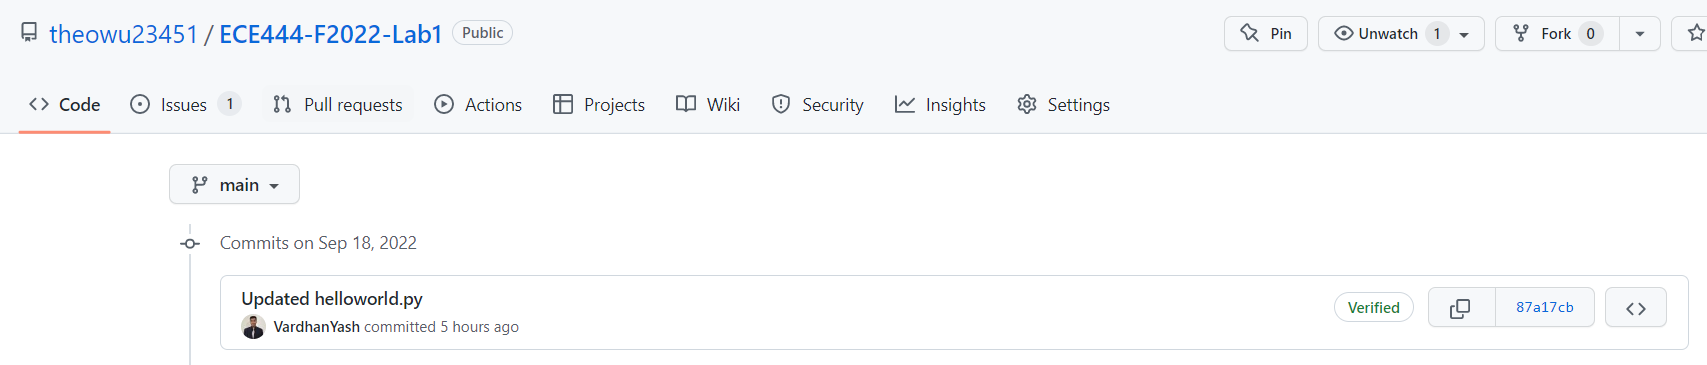 theowu23451 / ECE444-F2022-Lab1 Public Pin Unwatch 1 Fork 0
Code Issues 1 Pull requests Actions Projects Wiki Security Insights Settings
main
Commits on Sep 18, 2022
Updated helloworld.py
VardhanYash committed 5 hours ago
Verified 87a17cb